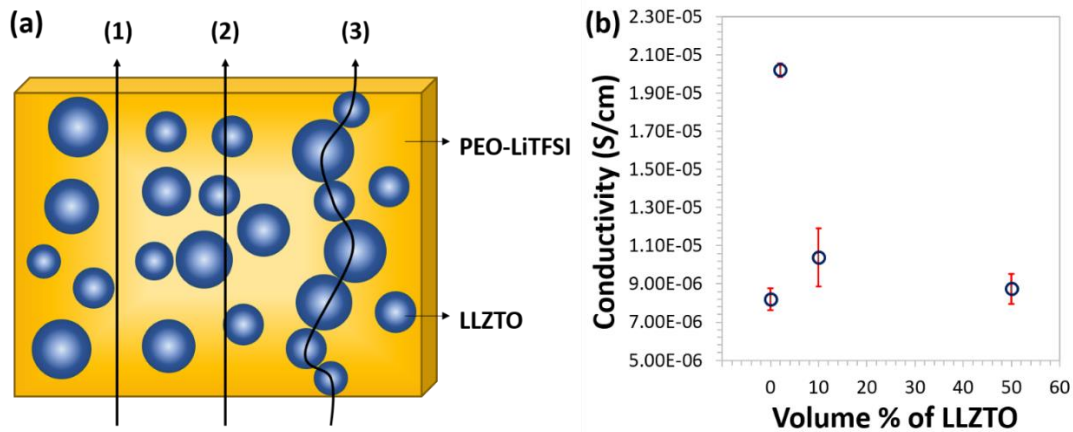 (a)
(1)
(2)
(3)
PEO-LiTFSI
LLZTO
(b)
Conductivity (S/cm)
2.30E-05
2.10E-05
1.90E-05
1.70E-05
1.50E-05
1.30E-05
1.10E-05
9.00E-06
7.00E-06
5.00E-06
0
10
20
30
40
50
60
Volume % of LLZTO